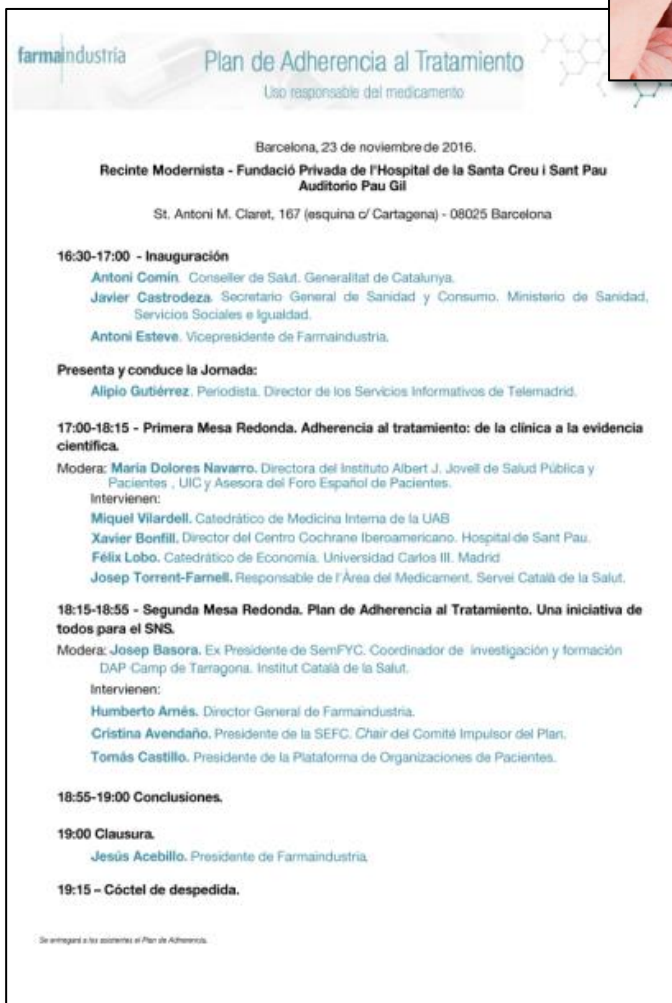 farmaindustria
Plan de Adherencia al Tratamiento
Uso responsable del medicamento
Barcelona, 23 de noviembre de 2016.
Recinte Modernista - Fundació Privada de l'Hospital de la Santa Creu i Sant Pau
Auditorio Pau Gil
St. Antoni M. Claret, 167 (esquina c/ Cartagena) - 08025 Barcelona
16:30-17:00 - Inauguración
Antoni Comín. Conseller de Salut. Generalitat de Catalunya.
Javier Castrodeza. Secretario General de Sanidad y Consumo. Ministerio de Sanidad,
Servicios Sociales e Igualdad.
Antoni Esteve. Vicepresidente de Farmaindustria.
Presenta y conduce la Jornada:
Alipio Gutiérrez. Periodista. Director de los Servicios Informativos de Telemadrid.
17:00-18:15 - Primera Mesa Redonda. Adherencia al tratamiento: de la clínica a la evidencia
científica.
Modera: María Dolores Navarro. Directora del Instituto Albert J. Jovell de Salud Pública y
Pacientes , UIC y Asesora del Foro Español de Pacientes.
Intervienen:
Miquel Vilardell. Catedrático de Medicina Interna de la UAB
Xavier Bonfill. Director del Centro Cochrane Iberoamericano. Hospital de Sant Pau.
Félix Lobo. Catedrático de Economía. Universidad Carlos III. Madrid
Josep Torrent-Farnell. Responsable de l'Àrea del Medicament. Servei Català de la Salut.
18:15-18:55 - Segunda Mesa Redonda. Plan de Adherencia al Tratamiento. Una iniciativa de
todos para el SNS.
Modera: Josep Basora. Ex Presidente de SemFYC. Coordinador de investigación y formación
DAP Camp de Tarragona. Institut Català de la Salut.
Intervienen:
Humberto Arnés. Director General de Farmaindustria.
Cristina Avendaño. Presidente de la SEFC. Chair del Comité Impulsor del Plan.
Tomás Castillo. Presidente de la Plataforma de Organizaciones de Pacientes.
18:55-19:00 Conclusiones.
19:00 Clausura.
Jesús Acebillo. Presidente de Farmaindustria.
19:15 – Cóctel de despedida.
Se entregará a los asistentes el Plan de Adherencia.